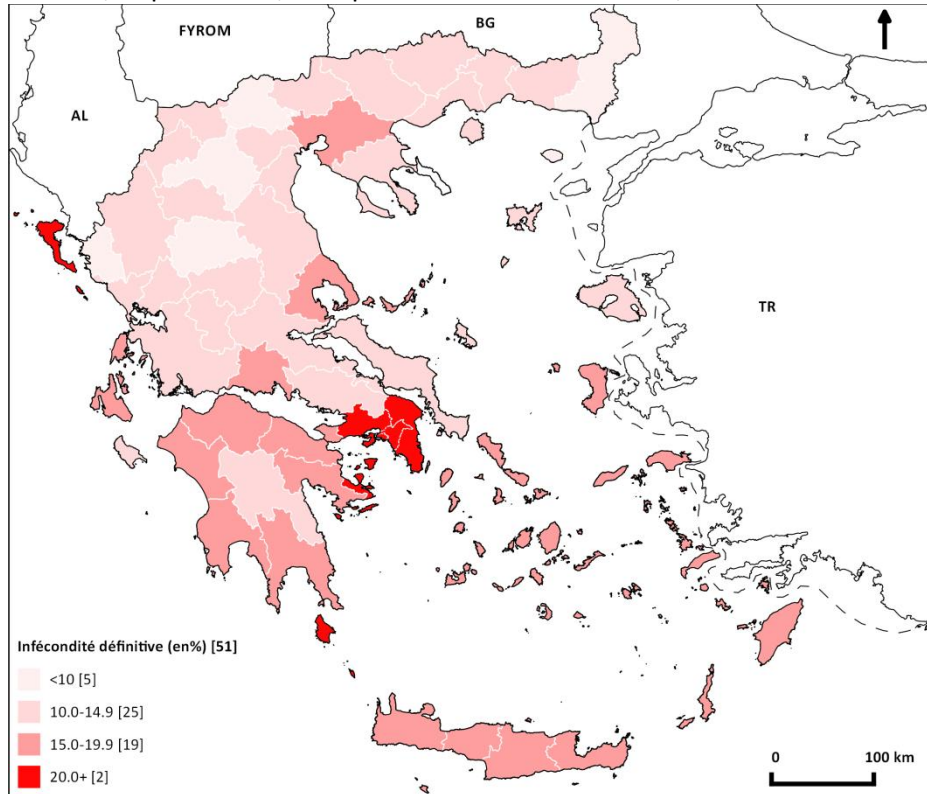 FYROM
BG
AL
TR
Infécondité définitive (en%) [51]
<10 [5]
10.0-14.9 [25]
15.0-19.9 [19]
20.0+ [2]
0 100 km